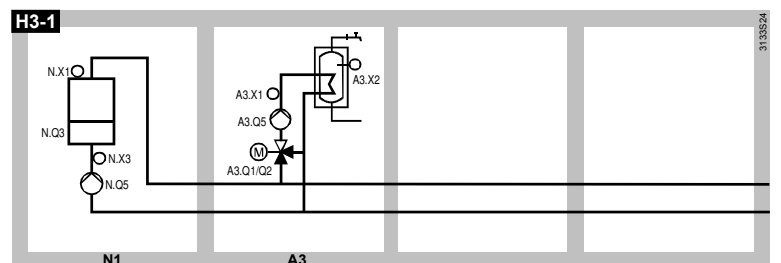 H3-1
3133S24
N.X1
N.Q3
N.X3
N.Q5
A3.X2
A3.X1
A3.Q5
M
A3.Q1/Q2
N1
A3